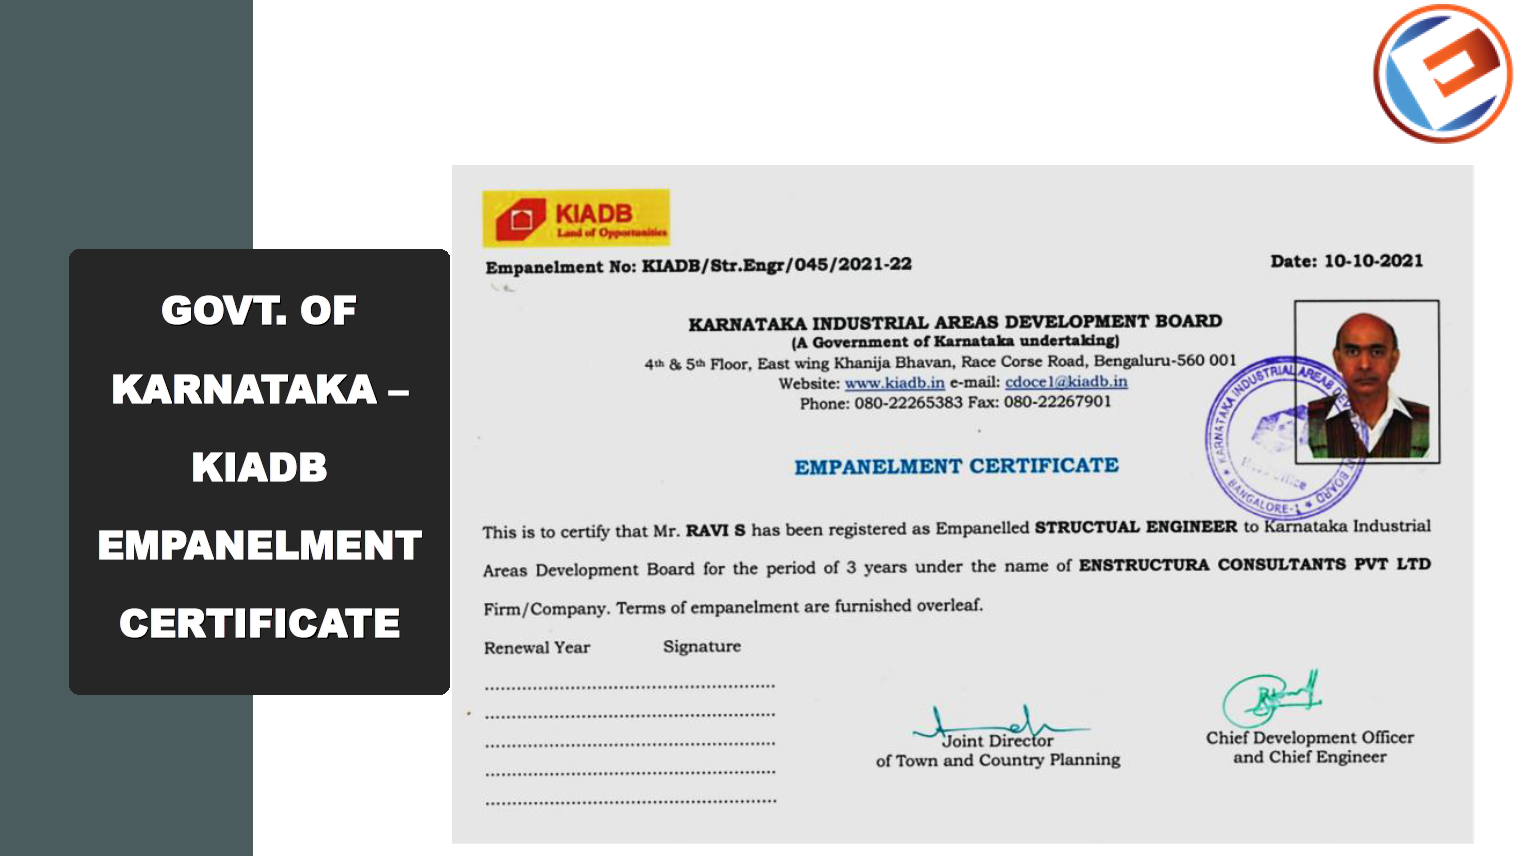 GOVT. OF
KARNATAKA –
KIADB
EMPANELMENT
CERTIFICATE
KIADB
Land of Opportunities
Empanelment No: KIADB/Str.Engr/045/2021-22
Date: 10-10-2021
KARNATAKA INDUSTRIAL AREAS DEVELOPMENT BOARD
(A Government of Karnataka undertaking)
4th & 5th Floor, East wing Khanija Bhavan, Race Corse Road, Bengaluru-560 001
Website: www.kiadb.in e-mail: cdoce1@kiadb.in
Phone: 080-22265383 Fax: 080-22267901
KARNATAKA INDUSTRIAL AREAS BOARD
BANGALORE-1
EMPANELMENT CERTIFICATE
This is to certify that Mr. RAVI S has been registered as Empanelled STRUCTUAL ENGINEER to Karnataka Industrial
Areas Development Board for the period of 3 years under the name of ENSTRUCTURA CONSULTANTS PVT LTD
Firm/Company. Terms of empanelment are furnished overleaf.
Renewal Year Signature
Joint Director
of Town and Country Planning
Chief Development Officer
and Chief Engineer